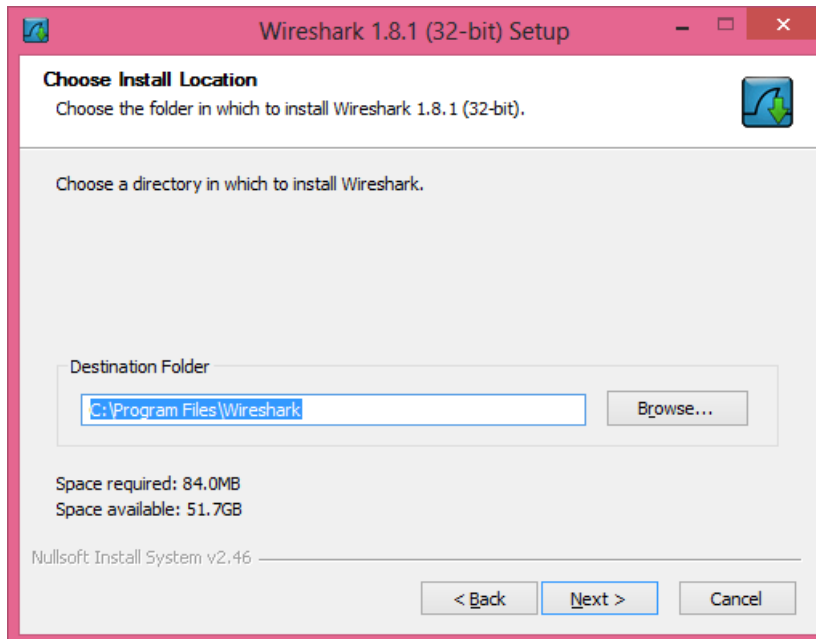 Wireshark 1.8.1 (32-bit) Setup
Choose Install Location
Choose the folder in which to install Wireshark 1.8.1 (32-bit).
Choose a directory in which to install Wireshark.
Destination Folder
C:\Program Files\Wireshark
Browse...
Space required: 84.0MB
Space available: 51.7GB
Nullsoft Install System v2.46
< Back Next > Cancel